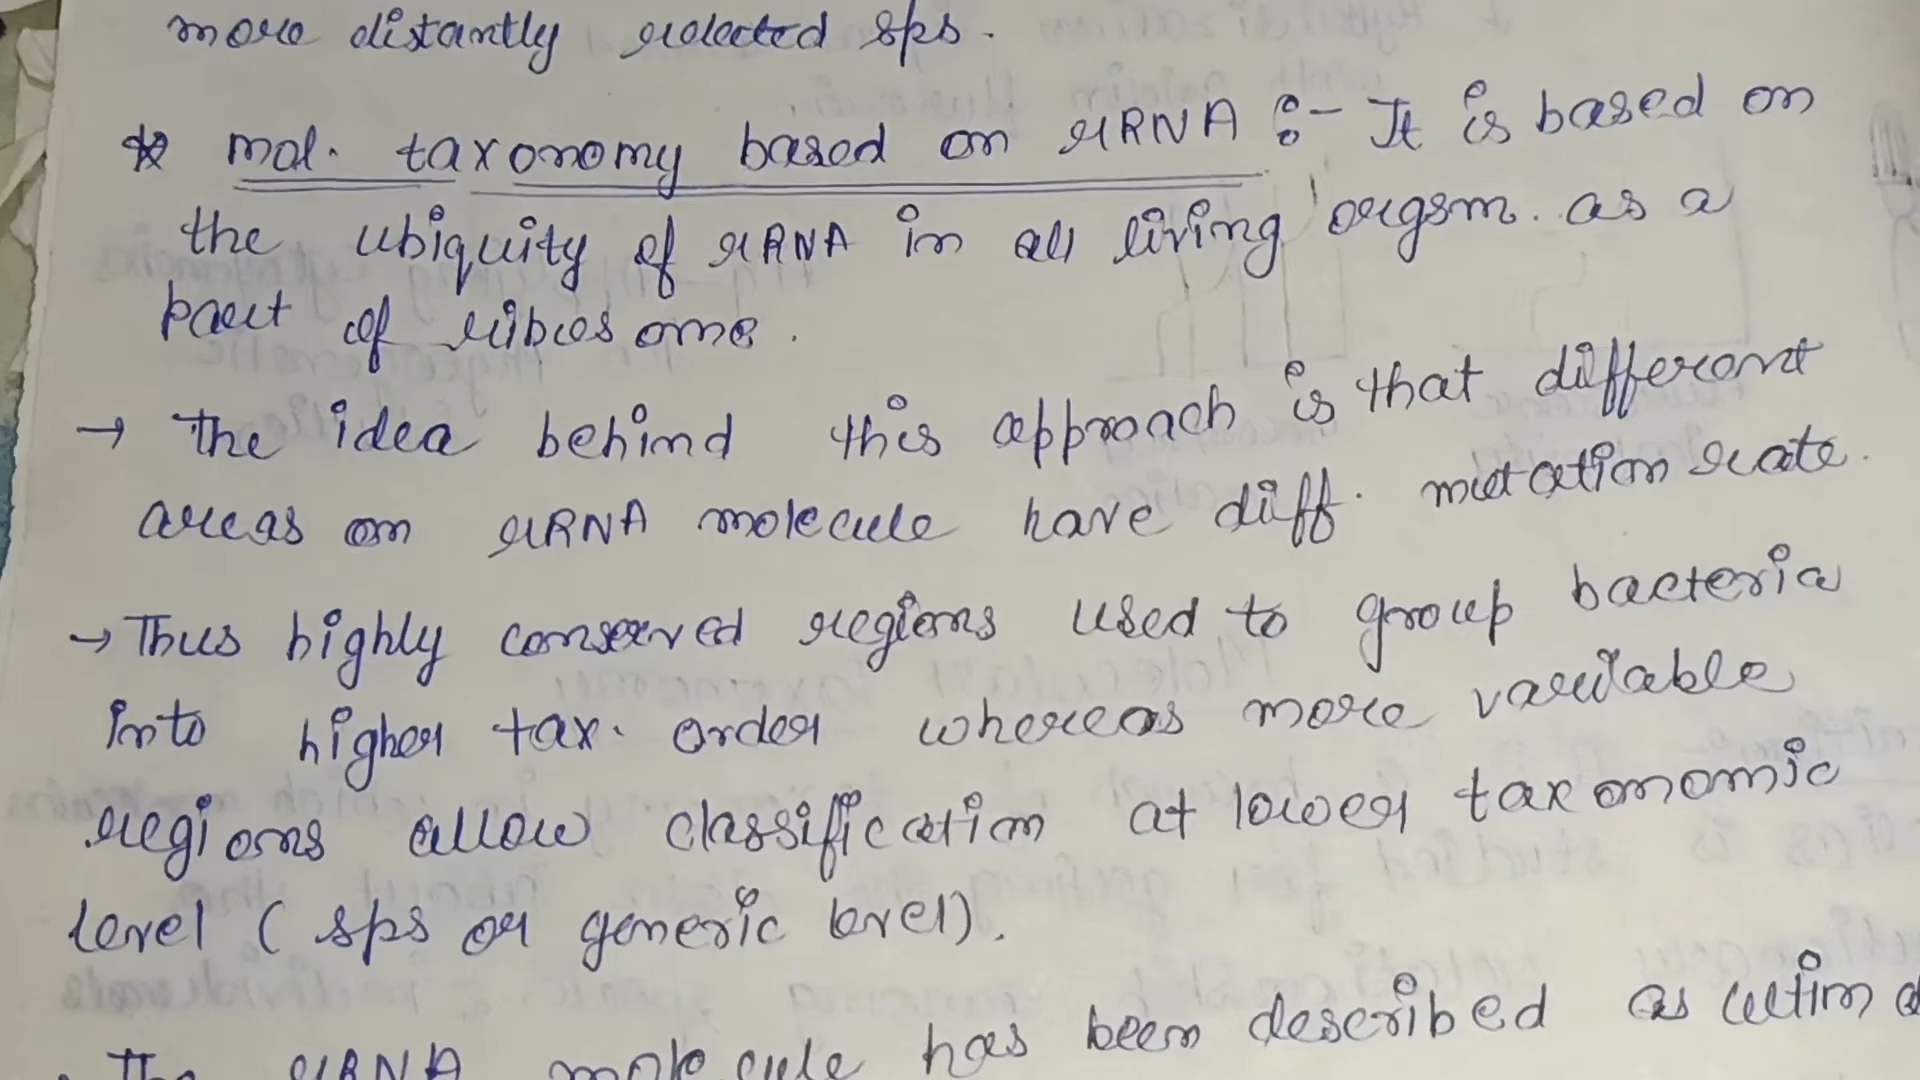 more distantly related sps.
* mol. taxonomy based on rRNA :- It is based on
the ubiquity of rRNA in all living orgsm. as a
part of ribosome.
→ The idea behind this approach is that different
areas on rRNA molecule have diff. mutation rate.
→ Thus highly conserved regions used to group bacteria
into higher tax. order whereas more variable
regions allow classification at lower taxonomic
level ( sps or generic level).
The rRNA molecule has been described as